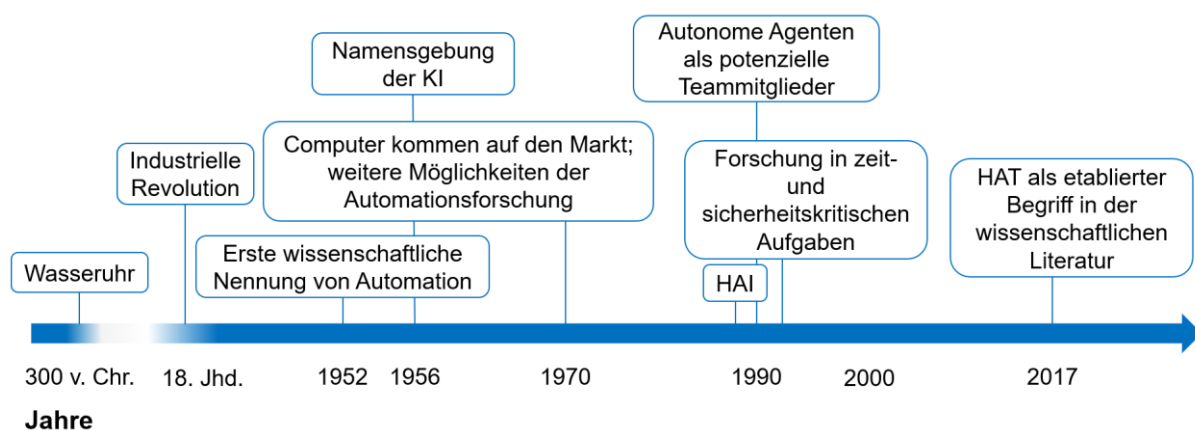 Namensgebung
der KI
Autonome Agenten
als potenzielle
Teammitglieder
Industrielle
Revolution
Computer kommen auf den Markt;
weitere Möglichkeiten der
Automationsforschung
Forschung in zeit-
und
sicherheitskritischen
Aufgaben
HAT als etablierter
Begriff in der
wissenschaftlichen
Literatur
Wasseruhr
Erste wissenschaftliche
Nennung von Automation
HAI
300 v. Chr.
18. Jhd.
1952
1956
1970
1990
2000
2017
Jahre